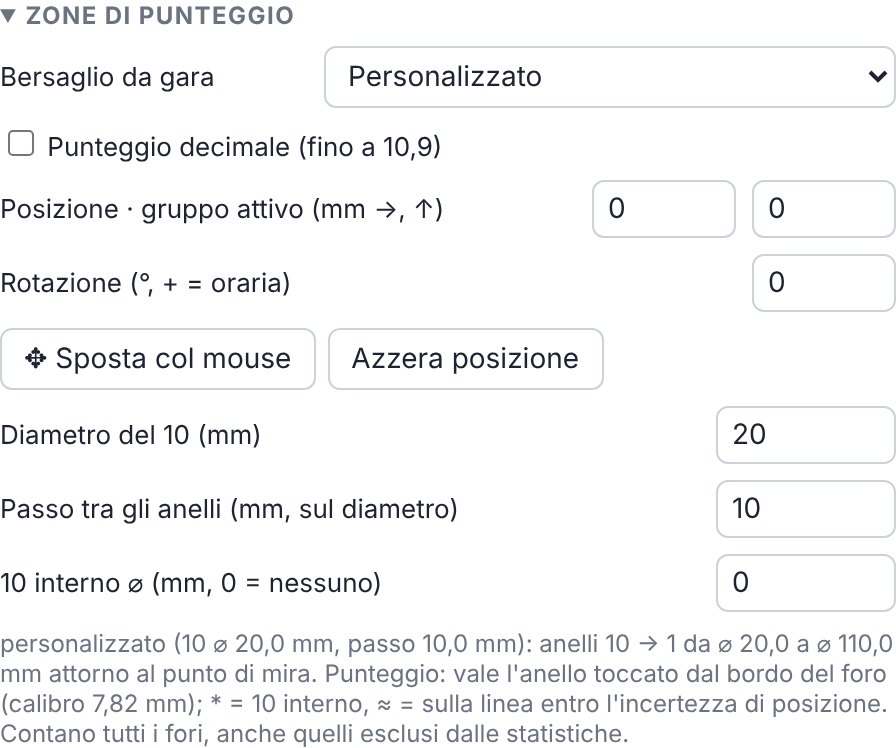 ▼ ZONE DI PUNTEGGIO
Bersaglio da gara Personalizzato
Punteggio decimale (fino a 10,9)
Posizione · gruppo attivo (mm →, ↑) 0 0
Rotazione (°, + = oraria) 0
✥ Sposta col mouse Azzera posizione
Diametro del 10 (mm) 20
Passo tra gli anelli (mm, sul diametro) 10
10 interno ⌀ (mm, 0 = nessuno) 0
personalizzato (10 ⌀ 20,0 mm, passo 10,0 mm): anelli 10 → 1 da ⌀ 20,0 a ⌀ 110,0
mm attorno al punto di mira. Punteggio: vale l'anello toccato dal bordo del foro
(calibro 7,82 mm); * = 10 interno, ≈ = sulla linea entro l'incertezza di posizione.
Contano tutti i fori, anche quelli esclusi dalle statistiche.